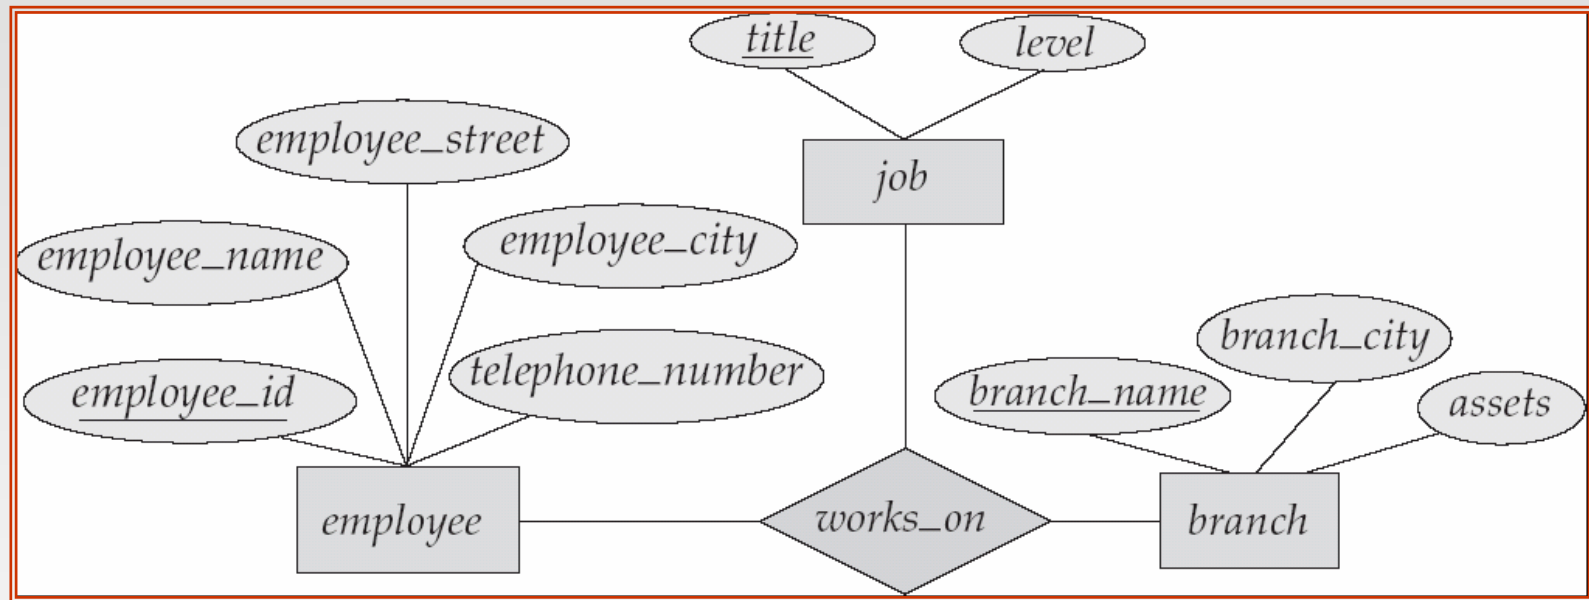 title
level
employee_street
job
employee_name
employee_city
branch_city
employee_id
telephone_number
branch_name
assets
employee
works_on
branch